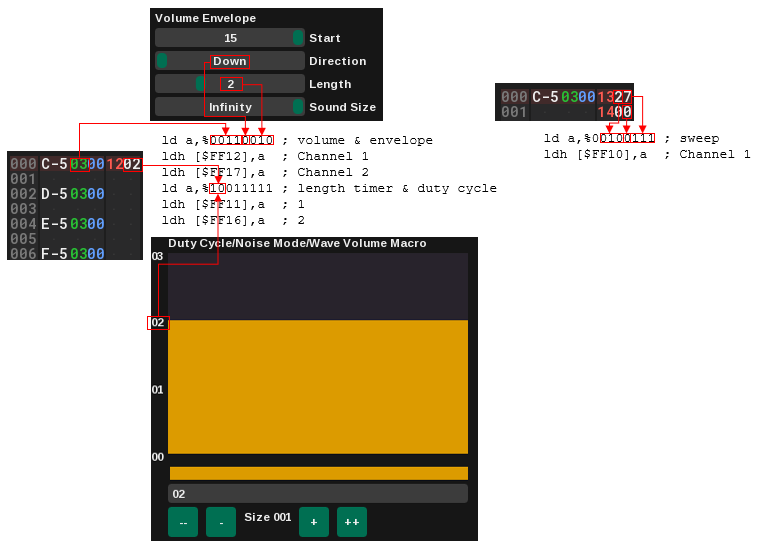 Volume Envelope
15 Start
Down Direction
2 Length
Infinity Sound Size
000 C-5 03 00 13 27
001 14 00
ld a,%00110010 ; volume & envelope
ldh [$FF12],a ; Channel 1
ldh [$FF17],a ; Channel 2
ld a,%10011111 ; length timer & duty cycle
ldh [$FF11],a ; 1
ldh [$FF16],a ; 2
ld a,%00100111 ; sweep
ldh [$FF10],a ; Channel 1
000 C-5 03 00 12 02
001
002 D-5 03 00
003
004 E-5 03 00
005
006 F-5 03 00
Duty Cycle/Noise Mode/Wave Volume Macro
03
02
01
00
02
-- - Size 001 + ++